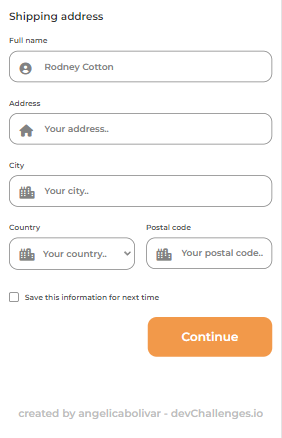 Shipping address
Full name
Rodney Cotton
Address
Your address..
City
Your city..
Country Postal code
Your country.. Your postal code..
Save this information for next time
Continue
created by angelicabolivar - devChallenges.io